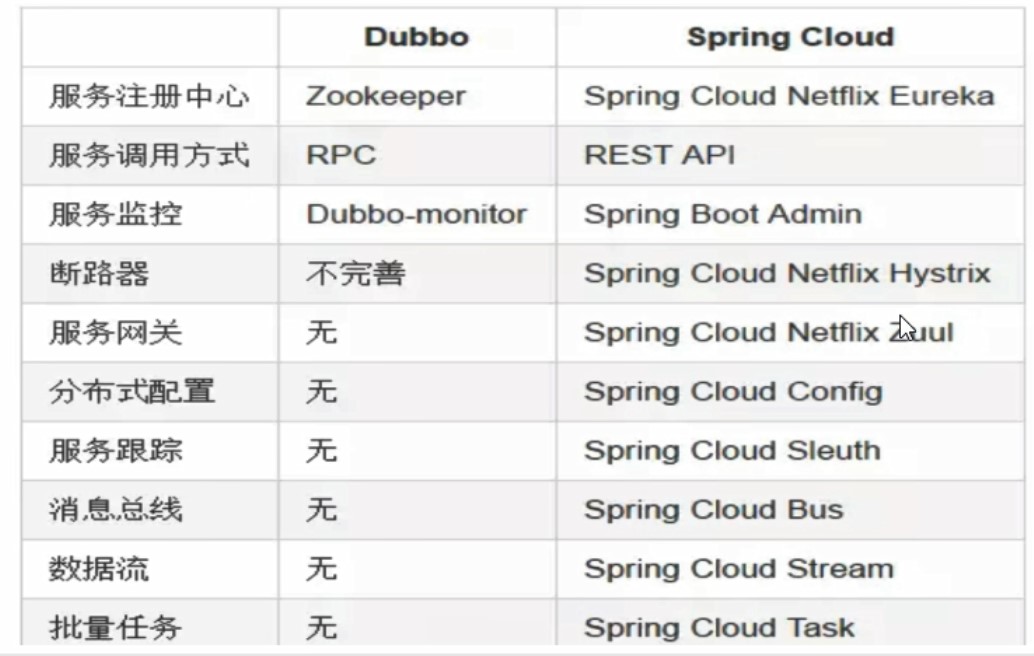 Dubbo Spring Cloud
服务注册中心 Zookeeper Spring Cloud Netflix Eureka
服务调用方式 RPC REST API
服务监控 Dubbo-monitor Spring Boot Admin
断路器 不完善 Spring Cloud Netflix Hystrix
服务网关 无 Spring Cloud Netflix Zuul
分布式配置 无 Spring Cloud Config
服务跟踪 无 Spring Cloud Sleuth
消息总线 无 Spring Cloud Bus
数据流 无 Spring Cloud Stream
批量任务 无 Spring Cloud Task